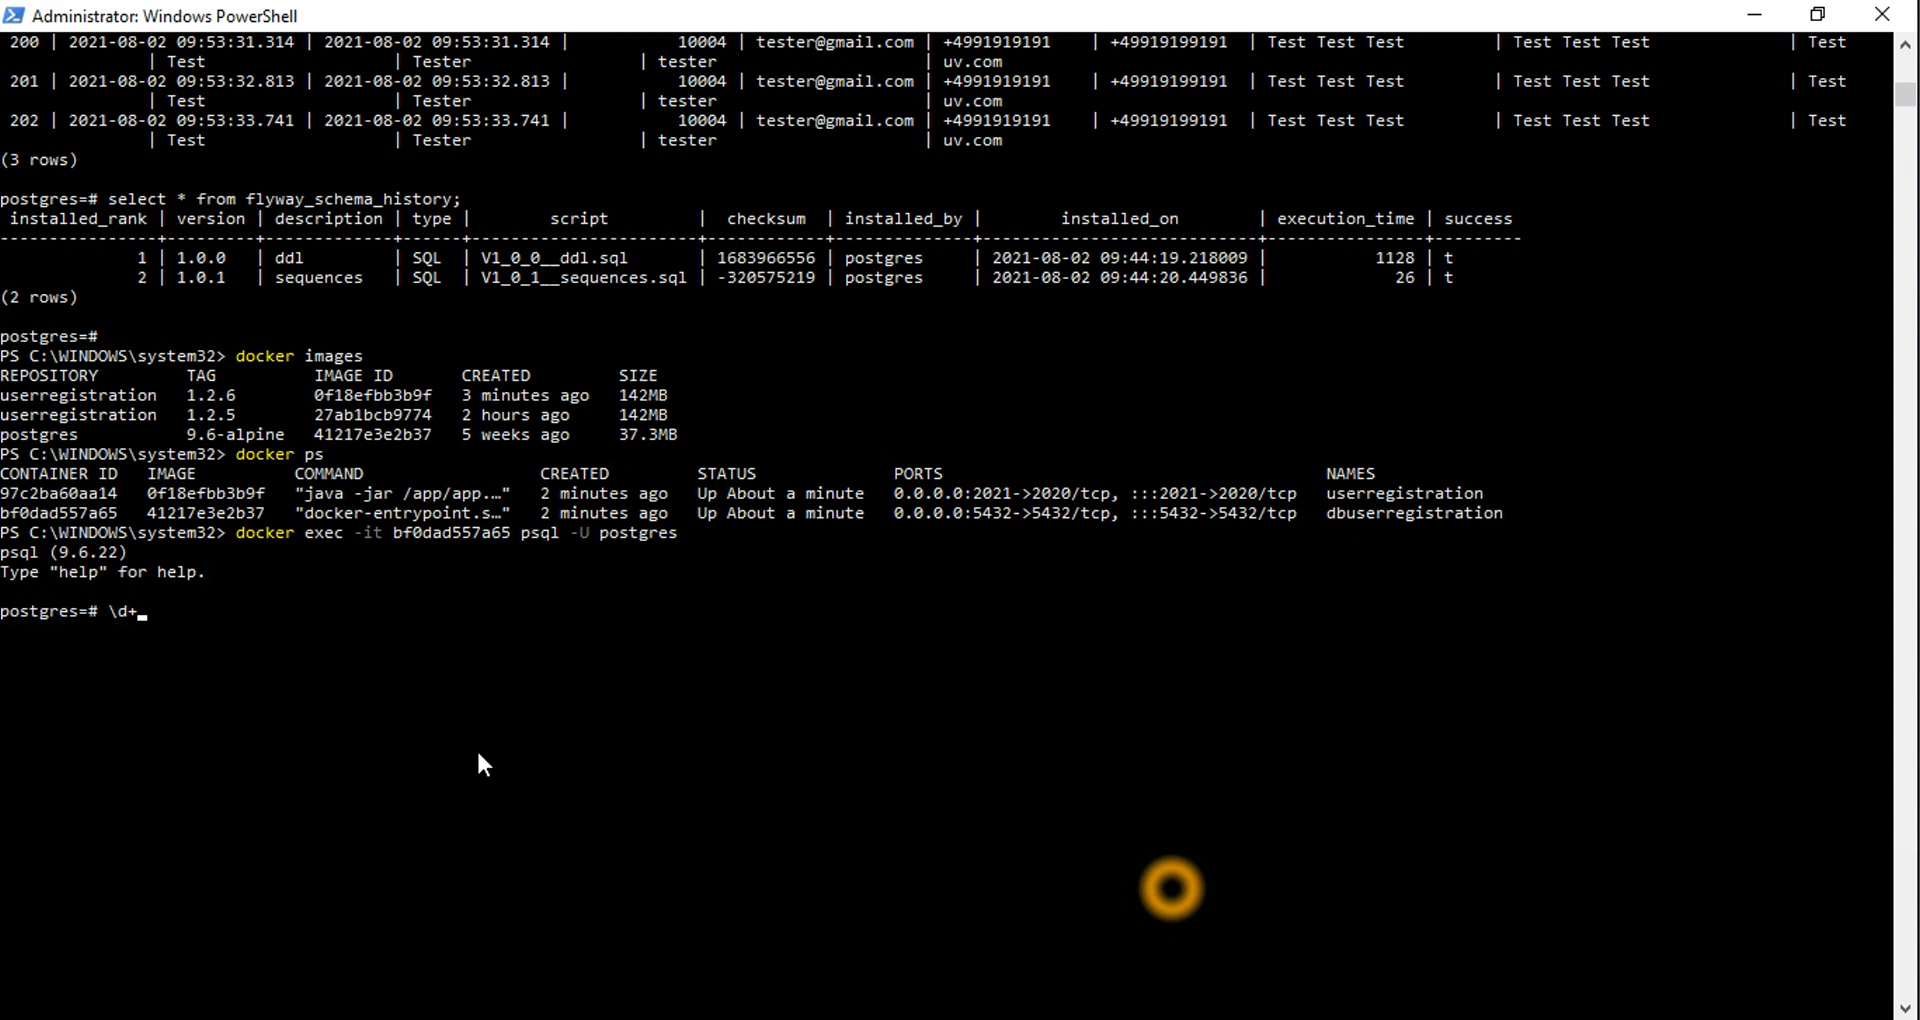 Administrator: Windows PowerShell
200 | 2021-08-02 09:53:31.314 | 2021-08-02 09:53:31.314 |           10004 | tester@gmail.com | +4991919191    | +49919199191  | Test Test Test         | Test Test Test              | Test
               | Test                   | Tester                 | tester                     | uv.com
201 | 2021-08-02 09:53:32.813 | 2021-08-02 09:53:32.813 |           10004 | tester@gmail.com | +4991919191    | +49919199191  | Test Test Test         | Test Test Test              | Test
               | Test                   | Tester                 | tester                     | uv.com
202 | 2021-08-02 09:53:33.741 | 2021-08-02 09:53:33.741 |           10004 | tester@gmail.com | +4991919191    | +49919199191  | Test Test Test         | Test Test Test              | Test
               | Test                   | Tester                 | tester                     | uv.com
(3 rows)
postgres=# select * from flyway_schema_history;
installed_rank | version | description | type |        script         |  checksum  | installed_by |        installed_on        | execution_time | success
----------------+---------+-------------+------+-----------------------+------------+--------------+----------------------------+----------------+---------
             1 | 1.0.0   | ddl         | SQL  | V1_0_0__ddl.sql       | 1683966556 | postgres     | 2021-08-02 09:44:19.218009 |           1128 | t
             2 | 1.0.1   | sequences   | SQL  | V1_0_1__sequences.sql | -320575219 | postgres     | 2021-08-02 09:44:20.449836 |             26 | t
(2 rows)
postgres=#
PS C:\WINDOWS\system32> docker images
REPOSITORY         TAG          IMAGE ID       CREATED         SIZE
userregistration   1.2.6        0f18efbb3b9f   3 minutes ago   142MB
userregistration   1.2.5        27ab1bcb9774   2 hours ago     142MB
postgres           9.6-alpine   41217e3e2b37   5 weeks ago     37.3MB
PS C:\WINDOWS\system32> docker ps
CONTAINER ID   IMAGE          COMMAND                  CREATED         STATUS              PORTS                                       NAMES
97c2ba60aa14   0f18efbb3b9f   "java -jar /app/app.…"   2 minutes ago   Up About a minute   0.0.0.0:2021->2020/tcp, :::2021->2020/tcp   userregistration
bf0dad557a65   41217e3e2b37   "docker-entrypoint.s…"   2 minutes ago   Up About a minute   0.0.0.0:5432->5432/tcp, :::5432->5432/tcp   dbuserregistration
PS C:\WINDOWS\system32> docker exec -it bf0dad557a65 psql -U postgres
psql (9.6.22)
Type "help" for help.
postgres=# \d+